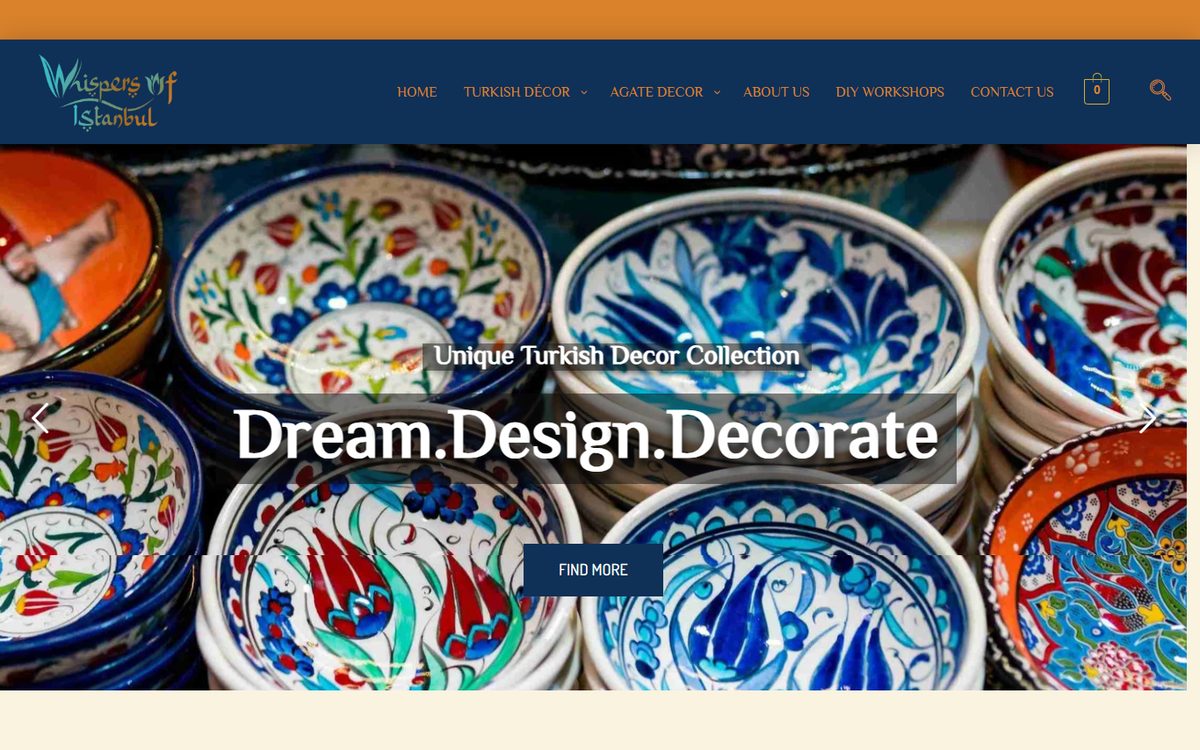 Whispers Of
Istanbul
HOME
TURKISH DÉCOR
AGATE DECOR
ABOUT US
DIY WORKSHOPS
CONTACT US
0
Unique Turkish Decor Collection
Dream.Design.Decorate
FIND MORE